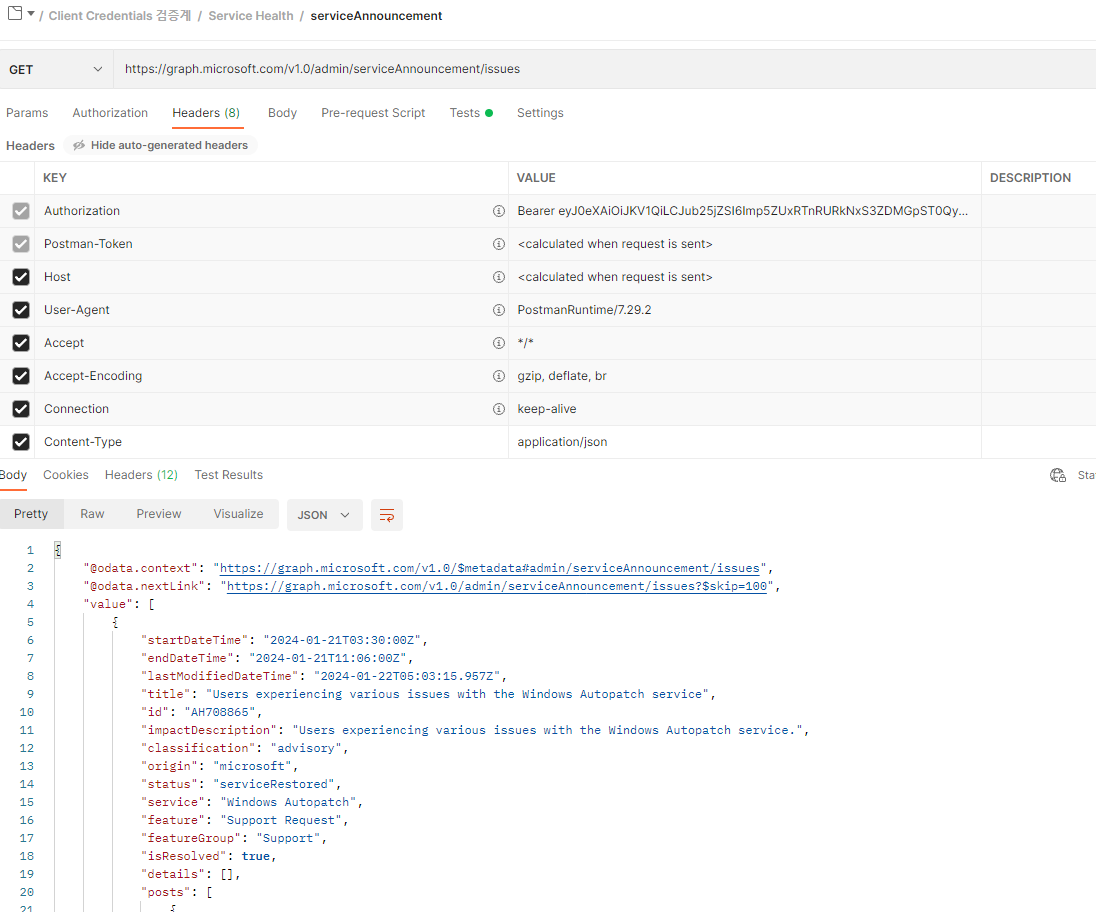 / Client Credentials 검증계 / Service Health / serviceAnnouncement
GET https://graph.microsoft.com/v1.0/admin/serviceAnnouncement/issues
Params Authorization Headers (8) Body Pre-request Script Tests Settings
Headers Hide auto-generated headers
KEY VALUE DESCRIPTION
Authorization Bearer eyJ0eXAiOiJKV1QiLCJub25jZSI6Imp5ZUxRTnRURkNxS3ZDMGpST0Qy...
Postman-Token <calculated when request is sent>
Host <calculated when request is sent>
User-Agent PostmanRuntime/7.29.2
Accept */*
Accept-Encoding gzip, deflate, br
Connection keep-alive
Content-Type application/json
Body Cookies Headers (12) Test Results Sta
Pretty Raw Preview Visualize JSON
1 {
2 "@odata.context": "https://graph.microsoft.com/v1.0/$metadata#admin/serviceAnnouncement/issues",
3 "@odata.nextLink": "https://graph.microsoft.com/v1.0/admin/serviceAnnouncement/issues?$skip=100",
4 "value": [
5 {
6 "startDateTime": "2024-01-21T03:30:00Z",
7 "endDateTime": "2024-01-21T11:06:00Z",
8 "lastModifiedDateTime": "2024-01-22T05:03:15.957Z",
9 "title": "Users experiencing various issues with the Windows Autopatch service",
10 "id": "AH708865",
11 "impactDescription": "Users experiencing various issues with the Windows Autopatch service.",
12 "classification": "advisory",
13 "origin": "microsoft",
14 "status": "serviceRestored",
15 "service": "Windows Autopatch",
16 "feature": "Support Request",
17 "featureGroup": "Support",
18 "isResolved": true,
19 "details": [],
20 "posts": [
21 {